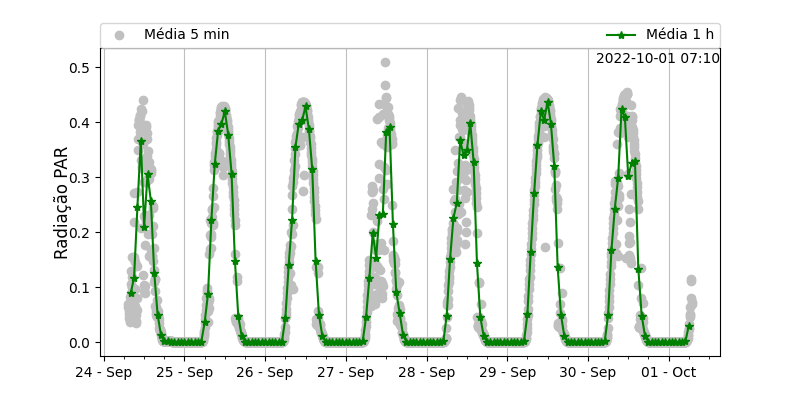 Média 5 min
Média 1 h
2022-10-01 07:10
Radiação PAR
0.5
0.4
0.3
0.2
0.1
0.0
24 - Sep
25 - Sep
26 - Sep
27 - Sep
28 - Sep
29 - Sep
30 - Sep
01 - Oct